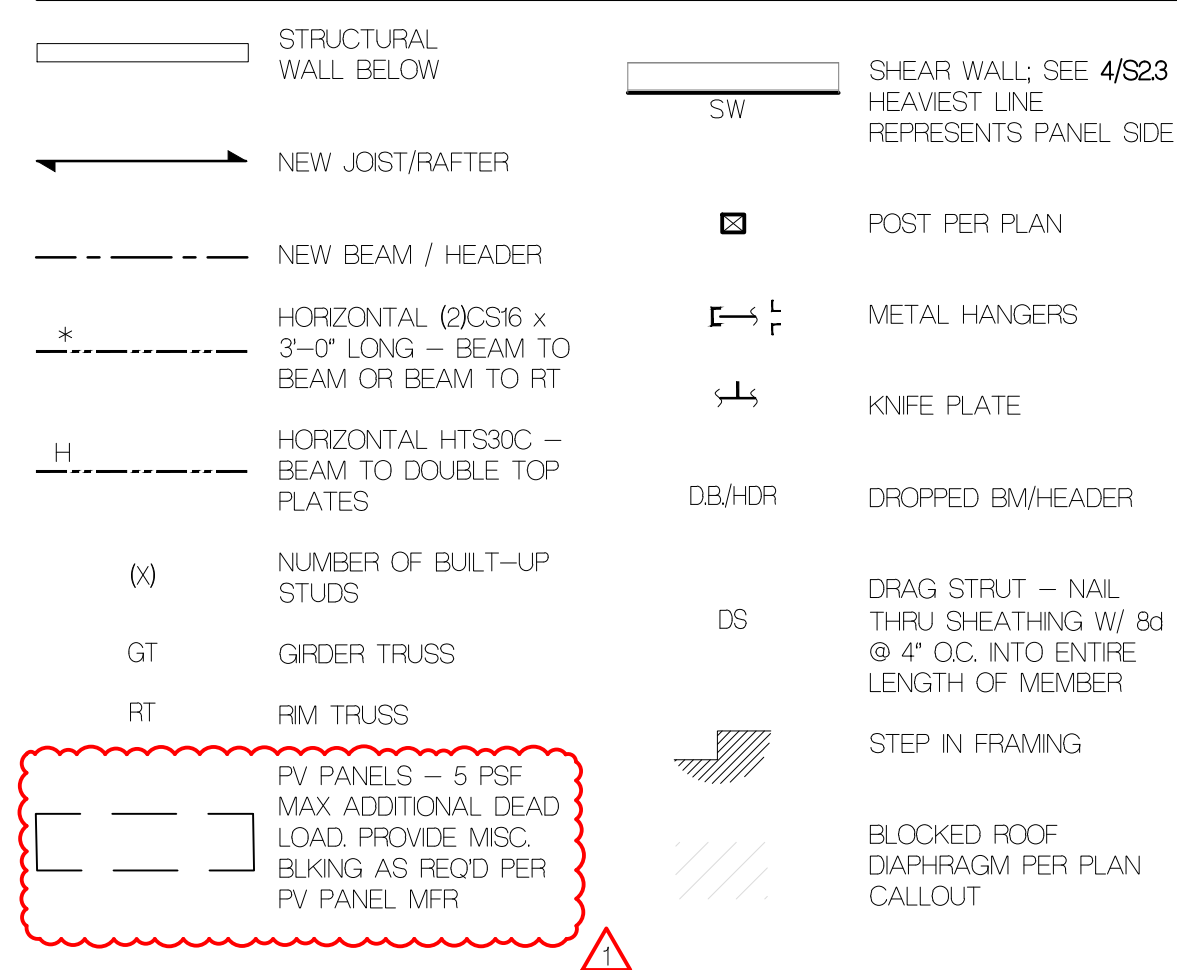 STRUCTURAL
WALL BELOW
NEW JOIST/RAFTER
NEW BEAM / HEADER
*
HORIZONTAL (2)CS16 x
3'-0" LONG – BEAM TO
BEAM OR BEAM TO RT
H
HORIZONTAL HTS30C –
BEAM TO DOUBLE TOP
PLATES
(X)
NUMBER OF BUILT-UP
STUDS
GT
GIRDER TRUSS
RT
RIM TRUSS
PV PANELS – 5 PSF
MAX ADDITIONAL DEAD
LOAD. PROVIDE MISC.
BLKING AS REQ'D PER
PV PANEL MFR
1
SW
SHEAR WALL; SEE 4/S2.3
HEAVIEST LINE
REPRESENTS PANEL SIDE
POST PER PLAN
METAL HANGERS
KNIFE PLATE
D.B./HDR
DROPPED BM/HEADER
DS
DRAG STRUT – NAIL
THRU SHEATHING W/ 8d
@ 4" O.C. INTO ENTIRE
LENGTH OF MEMBER
STEP IN FRAMING
BLOCKED ROOF
DIAPHRAGM PER PLAN
CALLOUT